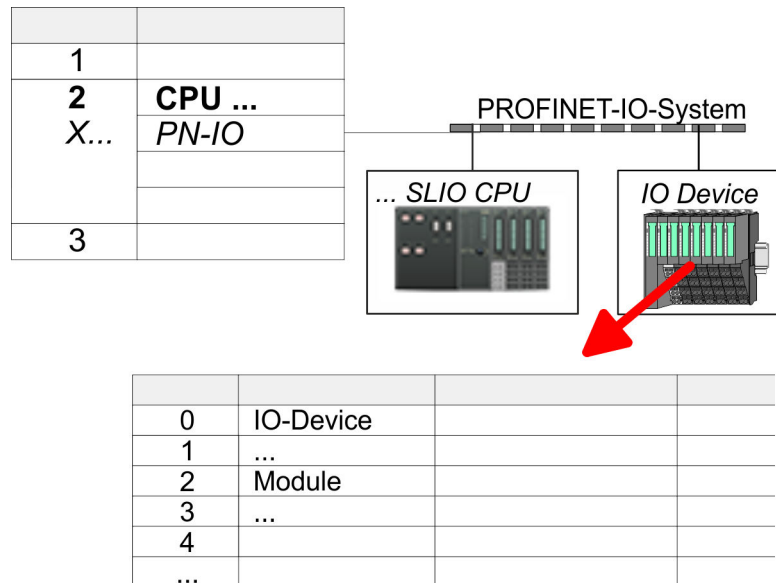 1
2 CPU ...
X... PN-IO
3
PROFINET-IO-System
... SLIO CPU
IO Device
0 IO-Device
1 ...
2 Module
3 ...
4
...